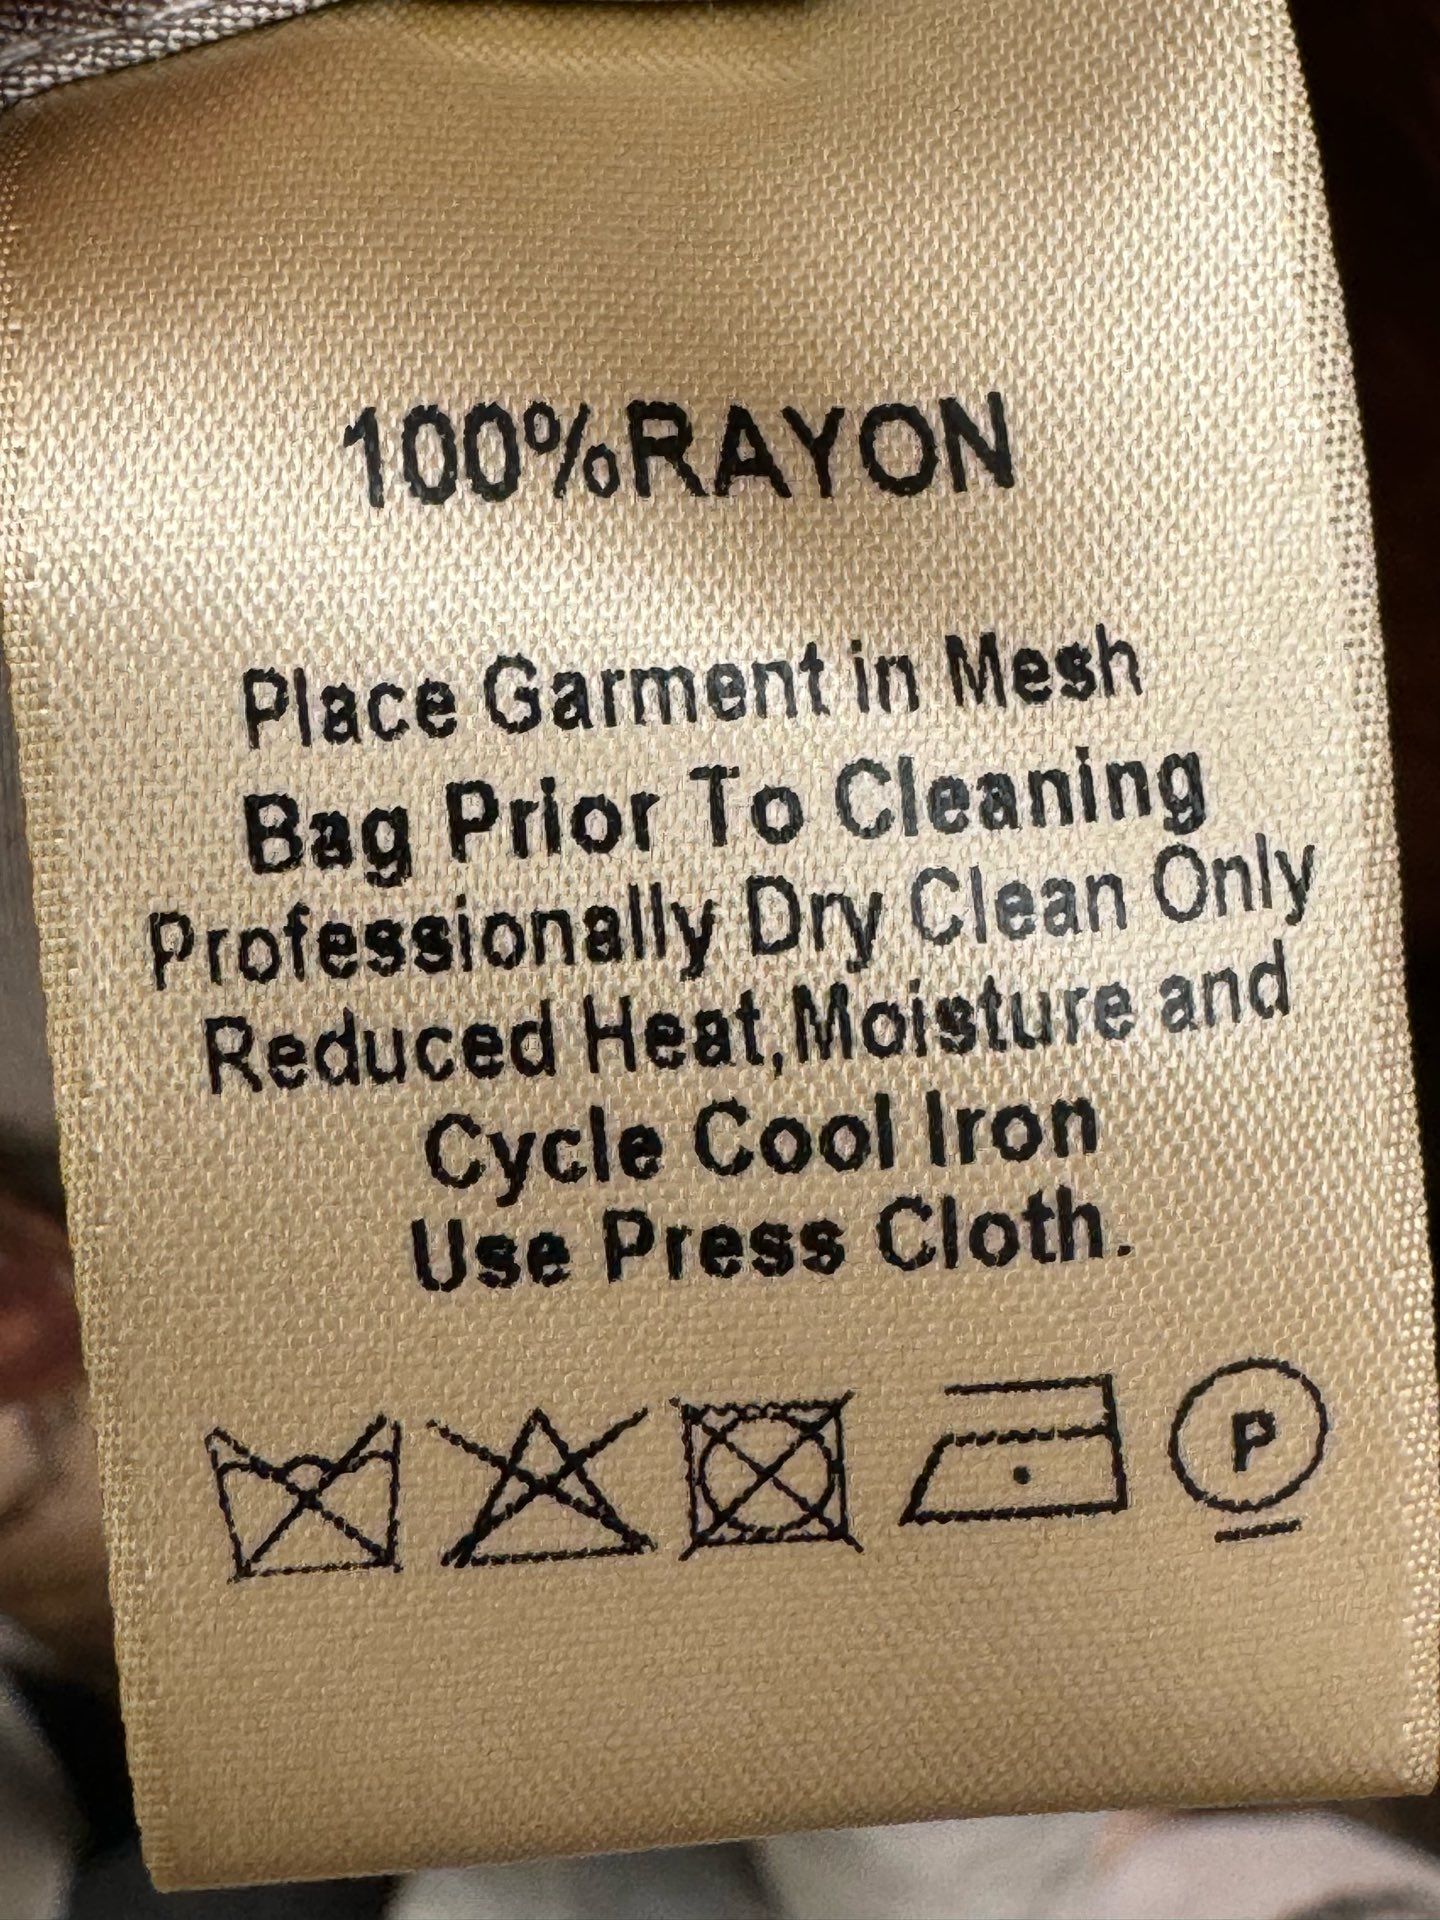 100%RAYON
Place Garment in Mesh
Bag Prior To Cleaning
Professionally Dry Clean Only
Reduced Heat,Moisture and
Cycle Cool Iron
Use Press Cloth.
P